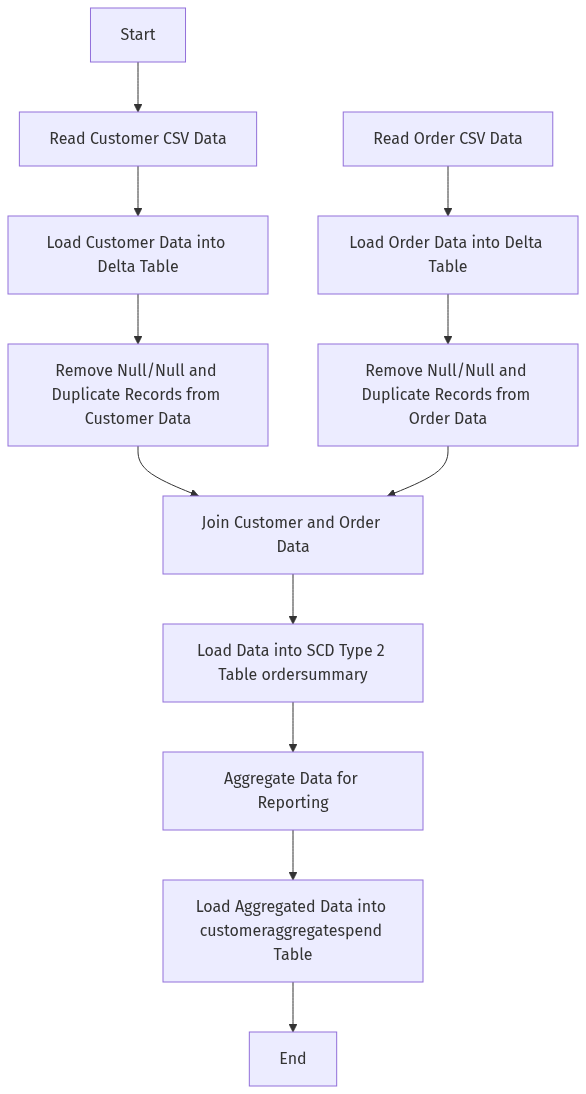 Start
Read Customer CSV Data
Read Order CSV Data
Load Customer Data into
Delta Table
Load Order Data into Delta
Table
Remove Null/Null and
Duplicate Records from
Customer Data
Remove Null/Null and
Duplicate Records from
Order Data
Join Customer and Order
Data
Load Data into SCD Type 2
Table ordersummary
Aggregate Data for
Reporting
Load Aggregated Data into
customeraggregatespend
Table
End